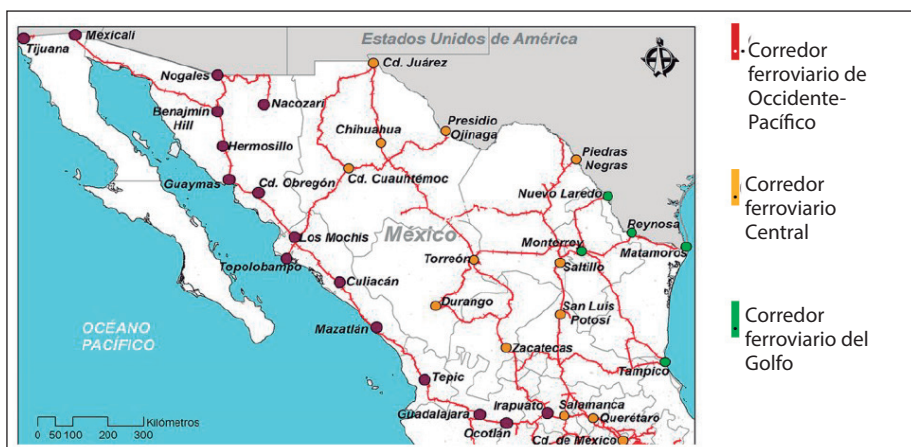 Estados Unidos de América
Tijuana
Mexicali
Cd. Juárez
Nogales
Nacozari
Benajmín
Hill
Chihuahua
Presidio
Ojinaga
Hermosillo
Piedras
Negras
Guaymas
Cd. Obregón
Cd. Cuauhtémoc
Nuevo Laredo
Reynosa
Los Mochis
México
Monterrey
Matamoros
Topolobampo
Torreón
Saltillo
Culiacán
Durango
San Luis
Potosí
OCÉANO
PACÍFICO
Mazatlán
Zacatecas
Tampico
Tepic
Guadalajara
Irapuato
Salamanca
Querétaro
Ocotlán
Cd. de México
0 50 100 200 300
Kilómetros
Corredor
ferroviario de
Occidente-
Pacífico
Corredor
ferroviario
Central
Corredor
ferroviario del
Golfo